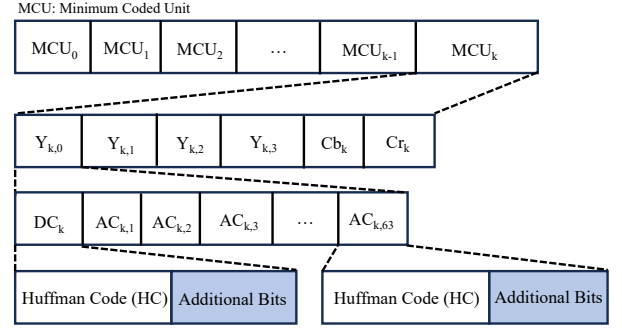 MCU: Minimum Coded Unit
MCU₀ MCU₁ MCU₂ … MCUₖ₋₁ MCUₖ
Yₖ,₀ Yₖ,₁ Yₖ,₂ Yₖ,₃ Cbₖ Crₖ
DCₖ ACₖ,₁ ACₖ,₂ ACₖ,₃ … ACₖ,₆₃
Huffman Code (HC) Additional Bits Huffman Code (HC) Additional Bits